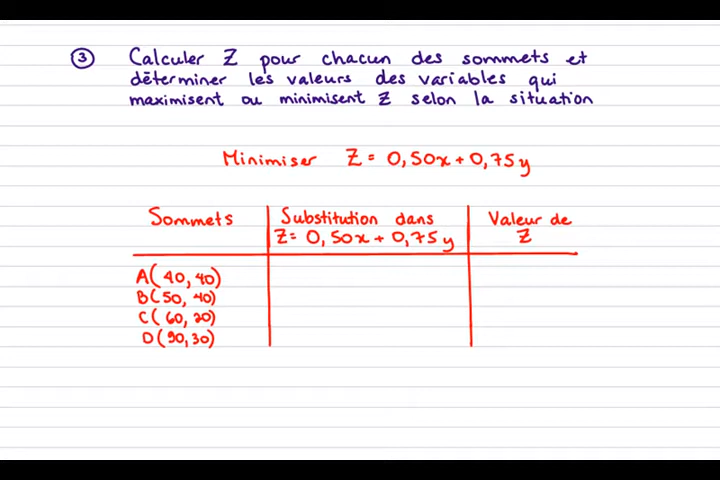 ③ Calculer Z pour chacun des sommets et
déterminer les valeurs des variables qui
maximisent ou minimisent Z selon la situation
Minimiser Z = 0,50x + 0,75y
Sommets Substitution dans Valeur de
Z = 0,50x + 0,75y Z
A(40, 40)
B(50, 40)
C(60, 20)
D(90, 30)